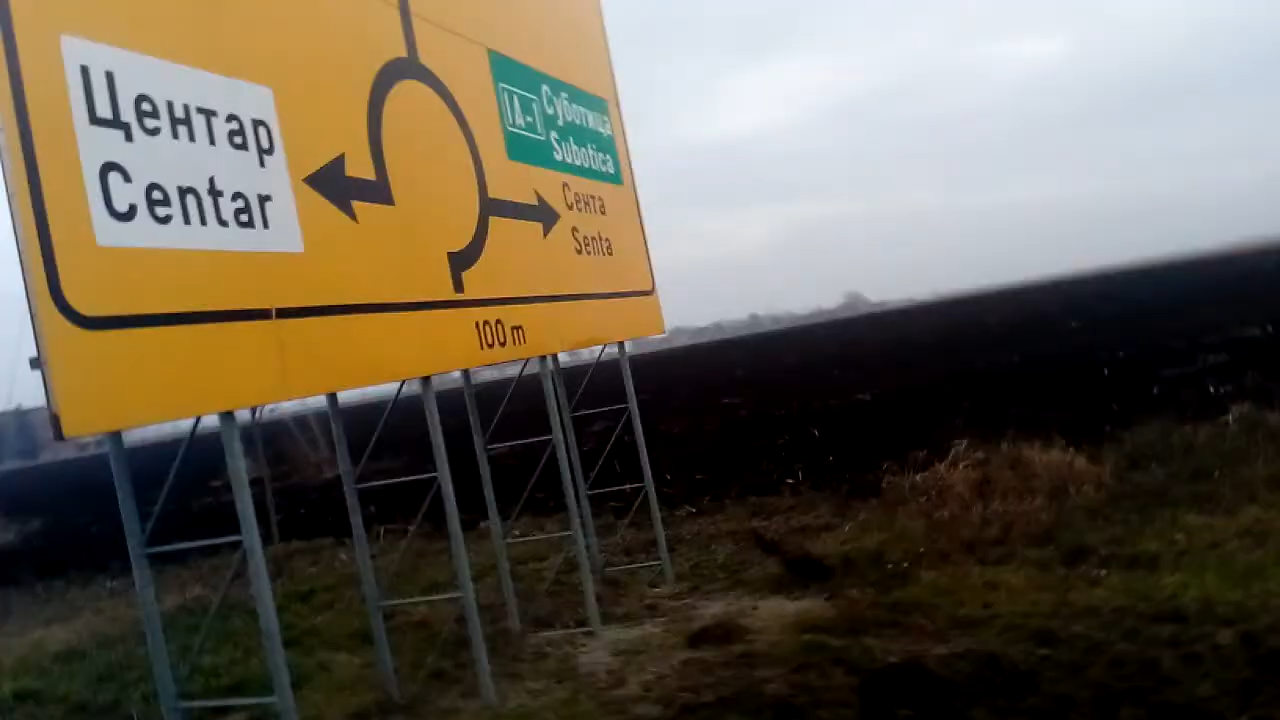 Центар
Centar
IA-1
Суботица
Subotica
Сента
Senta
100 m